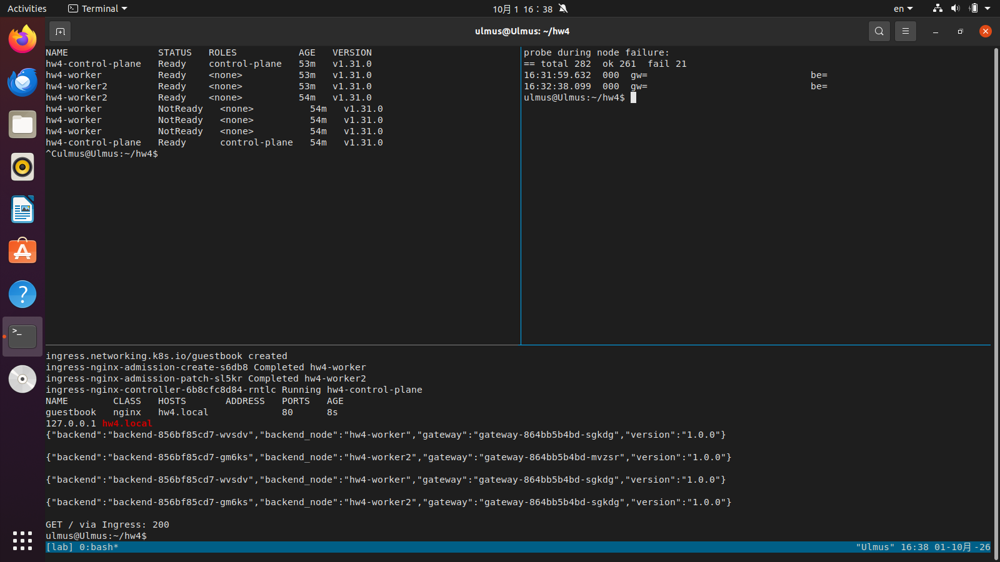 Activities
Terminal
10月 1 16：38
en
ulmus@Ulmus: ~/hw4
NAME                STATUS   ROLES           AGE   VERSION
hw4-control-plane   Ready    control-plane   53m   v1.31.0
hw4-worker          Ready    <none>          53m   v1.31.0
hw4-worker2         Ready    <none>          53m   v1.31.0
hw4-worker2         Ready    <none>          54m   v1.31.0
hw4-worker          NotReady   <none>          54m   v1.31.0
hw4-worker          NotReady   <none>          54m   v1.31.0
hw4-worker          NotReady   <none>          54m   v1.31.0
hw4-control-plane   Ready      control-plane   54m   v1.31.0
^Culmus@Ulmus:~/hw4$
probe during node failure:
== total 282  ok 261  fail 21
16:31:59.632  000  gw=                             be=
16:32:38.099  000  gw=                             be=
ulmus@Ulmus:~/hw4$
ingress.networking.k8s.io/guestbook created
ingress-nginx-admission-create-s6db8 Completed hw4-worker
ingress-nginx-admission-patch-sl5kr Completed hw4-worker2
ingress-nginx-controller-6b8cfc8d84-rntlc Running hw4-control-plane
NAME        CLASS   HOSTS       ADDRESS   PORTS   AGE
guestbook   nginx   hw4.local             80      8s
127.0.0.1 hw4.local
{"backend":"backend-856bf85cd7-wvsdv","backend_node":"hw4-worker","gateway":"gateway-864bb5b4bd-sgkdg","version":"1.0.0"}
{"backend":"backend-856bf85cd7-gm6ks","backend_node":"hw4-worker2","gateway":"gateway-864bb5b4bd-mvzsr","version":"1.0.0"}
{"backend":"backend-856bf85cd7-wvsdv","backend_node":"hw4-worker","gateway":"gateway-864bb5b4bd-sgkdg","version":"1.0.0"}
{"backend":"backend-856bf85cd7-gm6ks","backend_node":"hw4-worker2","gateway":"gateway-864bb5b4bd-sgkdg","version":"1.0.0"}
GET / via Ingress: 200
ulmus@Ulmus:~/hw4$
[lab] 0:bash*
"Ulmus" 16:38 01-10月-26